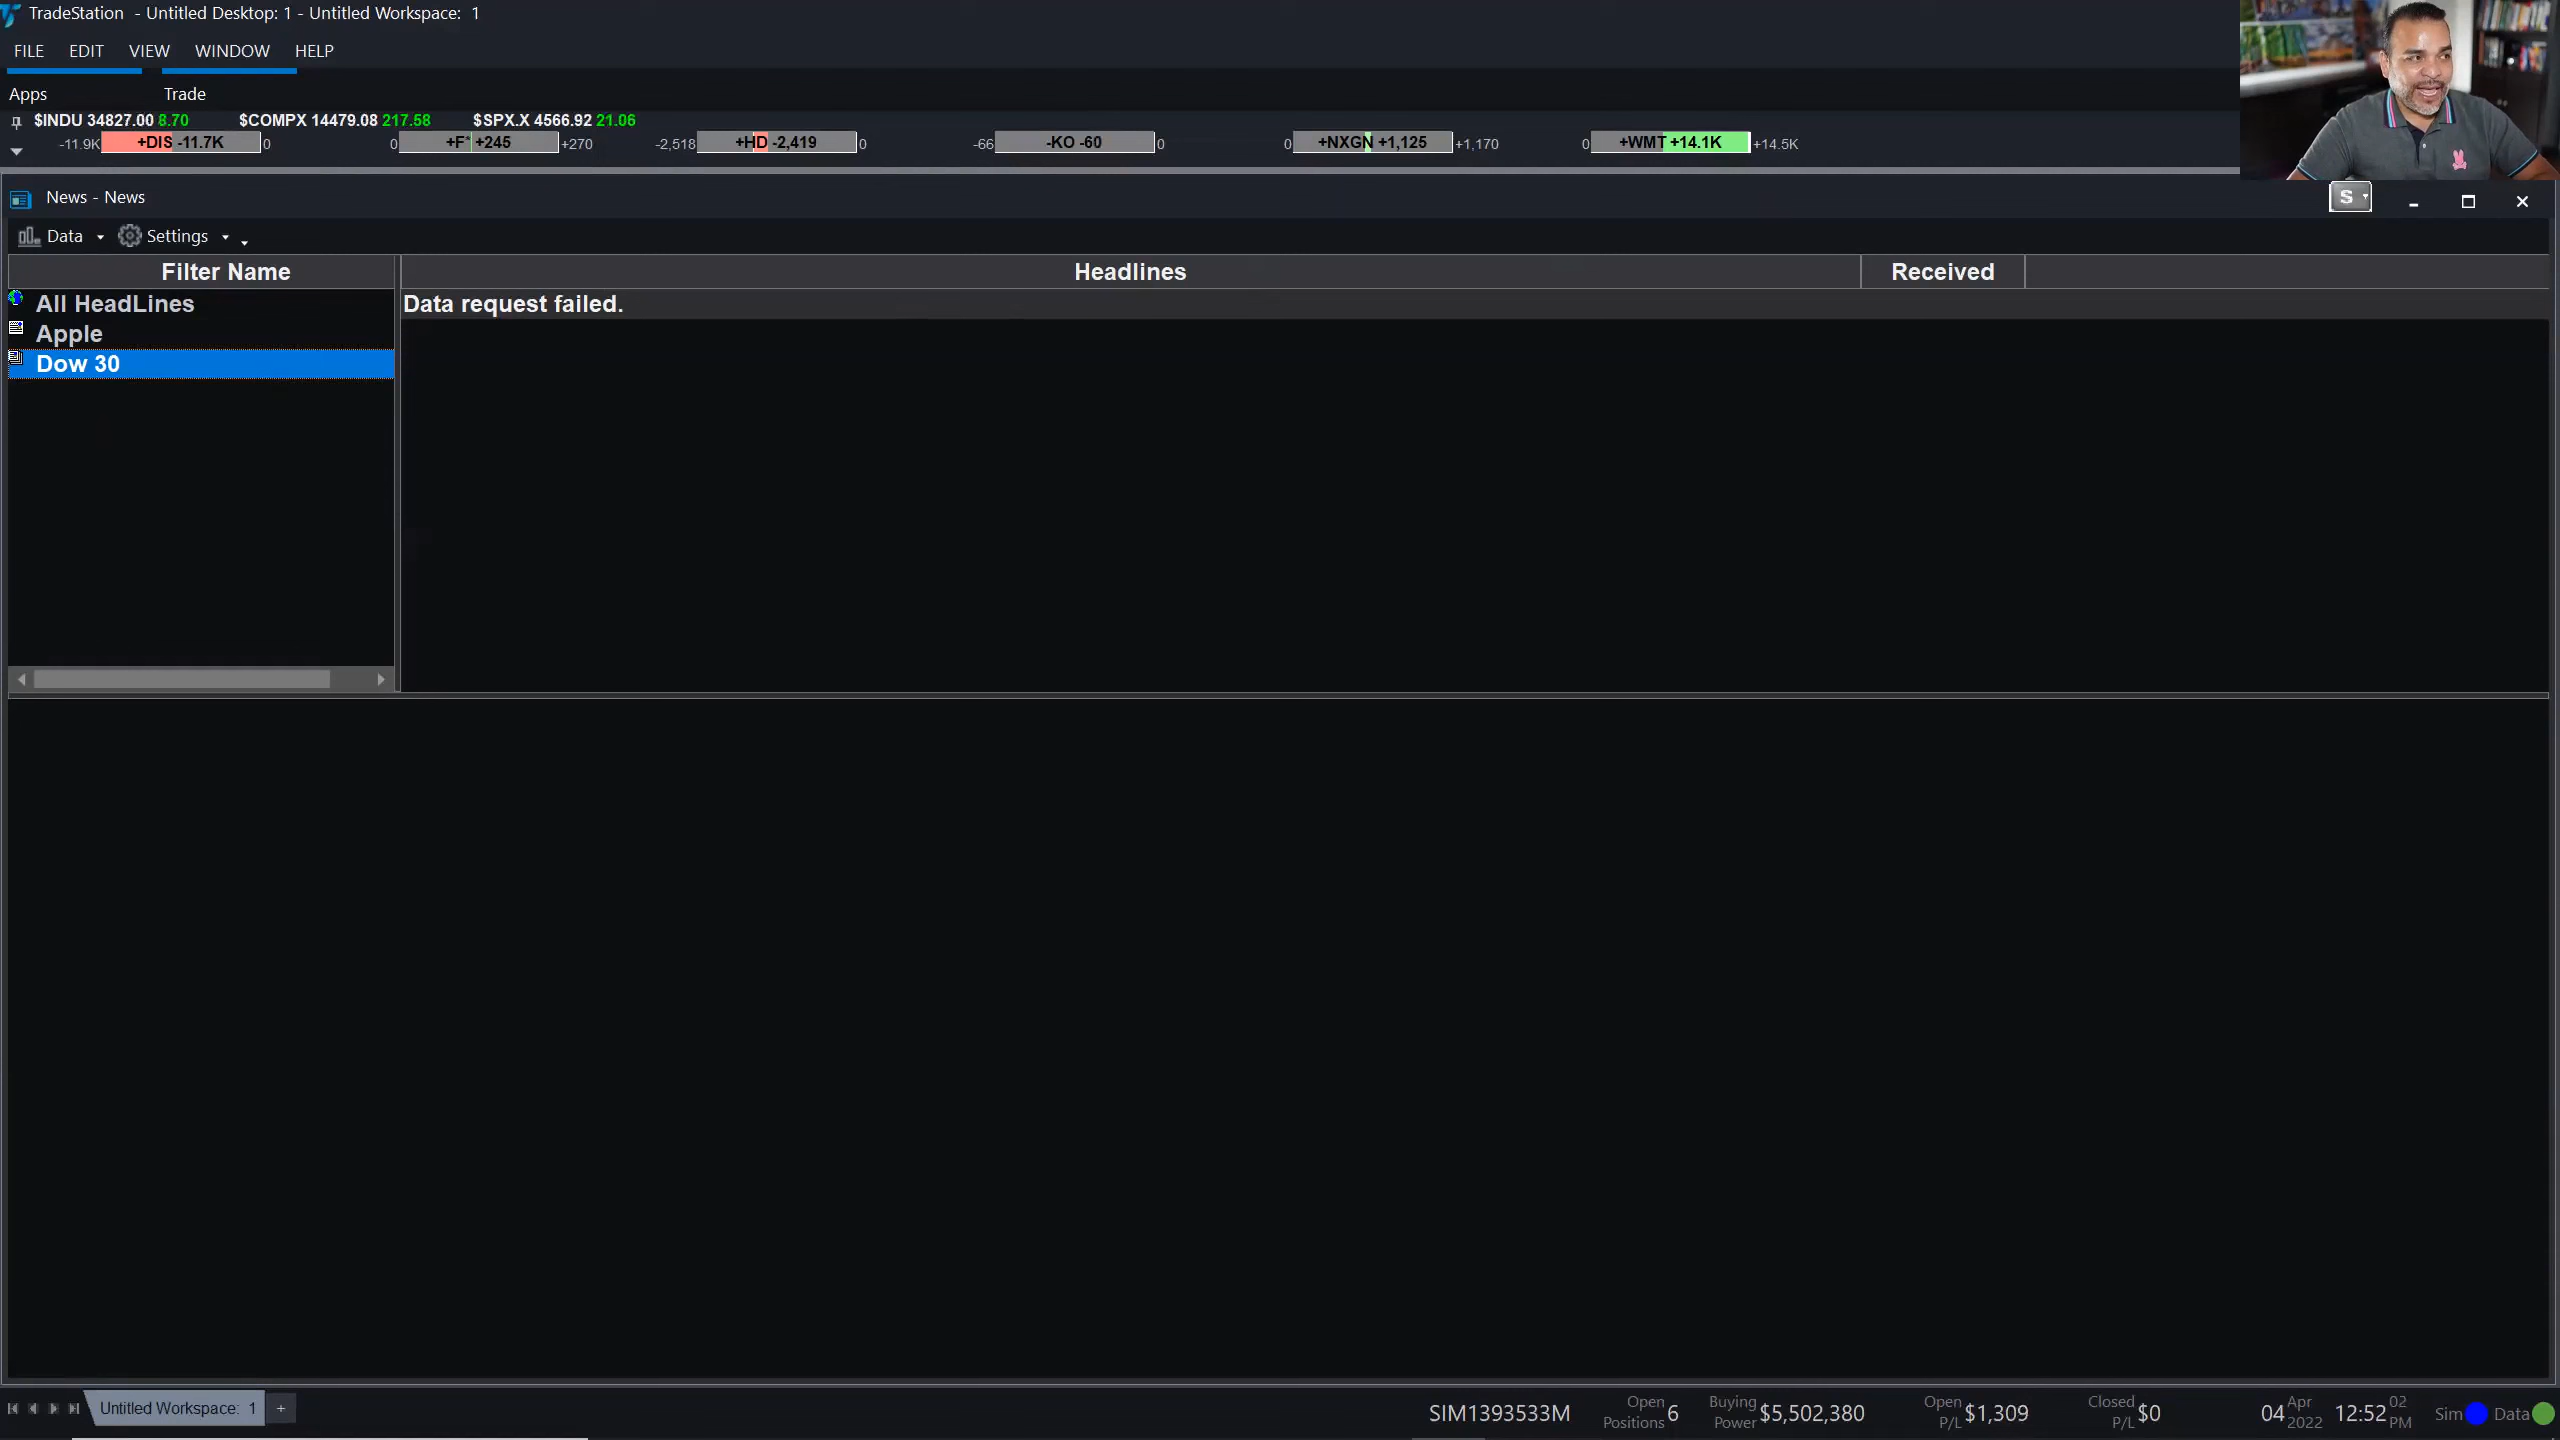 TradeStation - Untitled Desktop: 1 - Untitled Workspace: 1
FILE EDIT VIEW WINDOW HELP
Apps Trade
$INDU 34827.00 8.70 $COMPX 14479.08 217.58 $SPX.X 4566.92 21.06
-11.9K +DIS -11.7K 0 0 +F* +245 +270 -2,518 +HD -2,419 0 -66 -KO -60 0 0 +NXGN +1,125 +1,170 0 +WMT +14.1K +14.5K
News - News S
Data Settings
Filter Name Headlines Received
All HeadLines Data request failed.
Apple
Dow 30
Untitled Workspace: 1 + SIM1393533M Open Positions 6 Buying Power $5,502,380 Open P/L $1,309 Closed P/L $0 04 Apr 2022 12:52 02 PM Sim Data